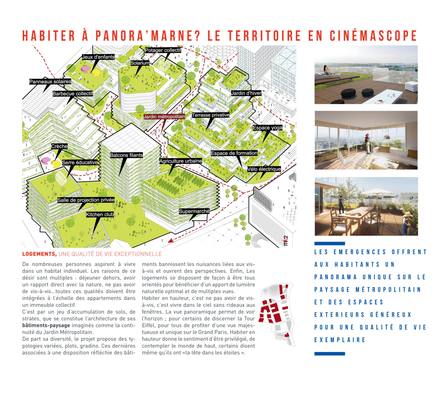 HABITER À PANORA'MARNE? LE TERRITOIRE EN CINÉMASCOPE
Potager collectif
Jeux d'enfants
Solarium
Panneaux solaires
Barbecue collectif
Jardin d'hiver
Jardin métropolitain
Terrasse privative
Espace yoga
Crèche
Balcons filants
Espace de formation
Serre éducative
Agriculture urbaine
Vélo électrique
Salle de projection privée
Kitchen club
Supermarché
LOGEMENTS, UNE QUALITÉ DE VIE EXCEPTIONNELLE
De nombreuses personnes aspirent à vivre
dans un habitat individuel. Les raisons de ce
désir sont multiples : déjeuner dehors, avoir
un rapport direct avec la nature, ne pas avoir
de vis-à-vis.. toutes ces qualités doivent être
intégrées à l'échelle des appartements dans
un immeuble collectif.
C'est par un jeu d'accumulation de sols, de
strates, que se constitue l'architecture de ses
bâtiments-paysage imaginés comme la conti-
nuité du Jardin Métropolitain.
De part sa diversité, le projet propose des ty-
pologies variées, plots, gradins. Ces dernières
associées à une disposition réfléchie des bâti-
ments bannissent les nuisances liées aux vis-
à-vis et ouvrent des perspectives. Enfin, Les
logements se disposent de façon à être tous
orientés pour bénéficier d'un apport de lumière
naturelle optimal et de multiples vues.
Habiter en hauteur, c'est ne pas avoir de vis-
à-vis, c'est vivre dans le ciel sans rideaux aux
fenêtres. La vue panoramique permet de voir
l'horizon ; pour certains de discerner la Tour
Eiffel, pour tous de profiter d'une vue majes-
tueuse et unique sur le Grand Paris. Habiter en
hauteur donne le sentiment d'être privilégié, de
contempler le monde de haut, certains disent
même qu'ils ont «la tête dans les étoiles ».
LES EMERGENCES OFFRENT
AUX HABITANTS UN
PANORAMA UNIQUE SUR LE
PAYSAGE MÉTROPOLITAIN
ET DES ESPACES
EXTERIEURS GÉNÉREUX
POUR UNE QUALITÉ DE VIE
EXEMPLAIRE